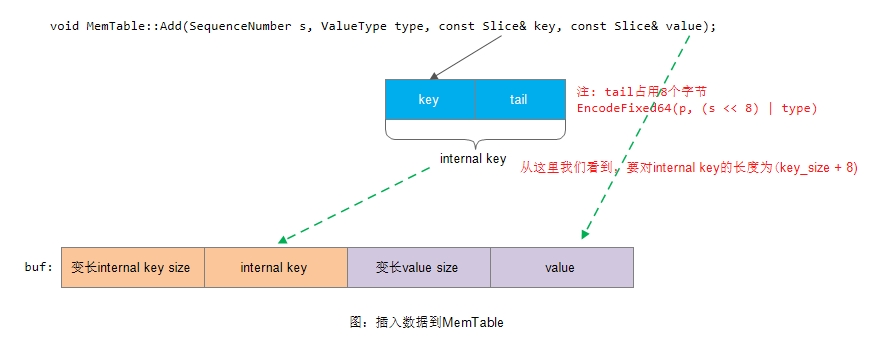 void MemTable::Add(SequenceNumber s, ValueType type, const Slice& key, const Slice& value);
key
tail
注: tail占用8个字节
EncodeFixed64(p, (s << 8) | type)
internal key
从这里我们看到，要对internal key的长度为(key_size + 8)
buf:
变长internal key size
internal key
变长value size
value
图：插入数据到MemTable